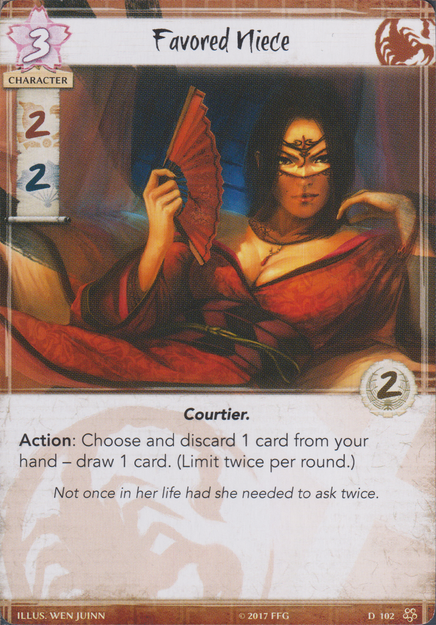 3
Favored Niece
CHARACTER
2
2
2
Courtier.
Action: Choose and discard 1 card from your
hand – draw 1 card. (Limit twice per round.)
Not once in her life had she needed to ask twice.
ILLUS. WEN JUINN © 2017 FFG D 102